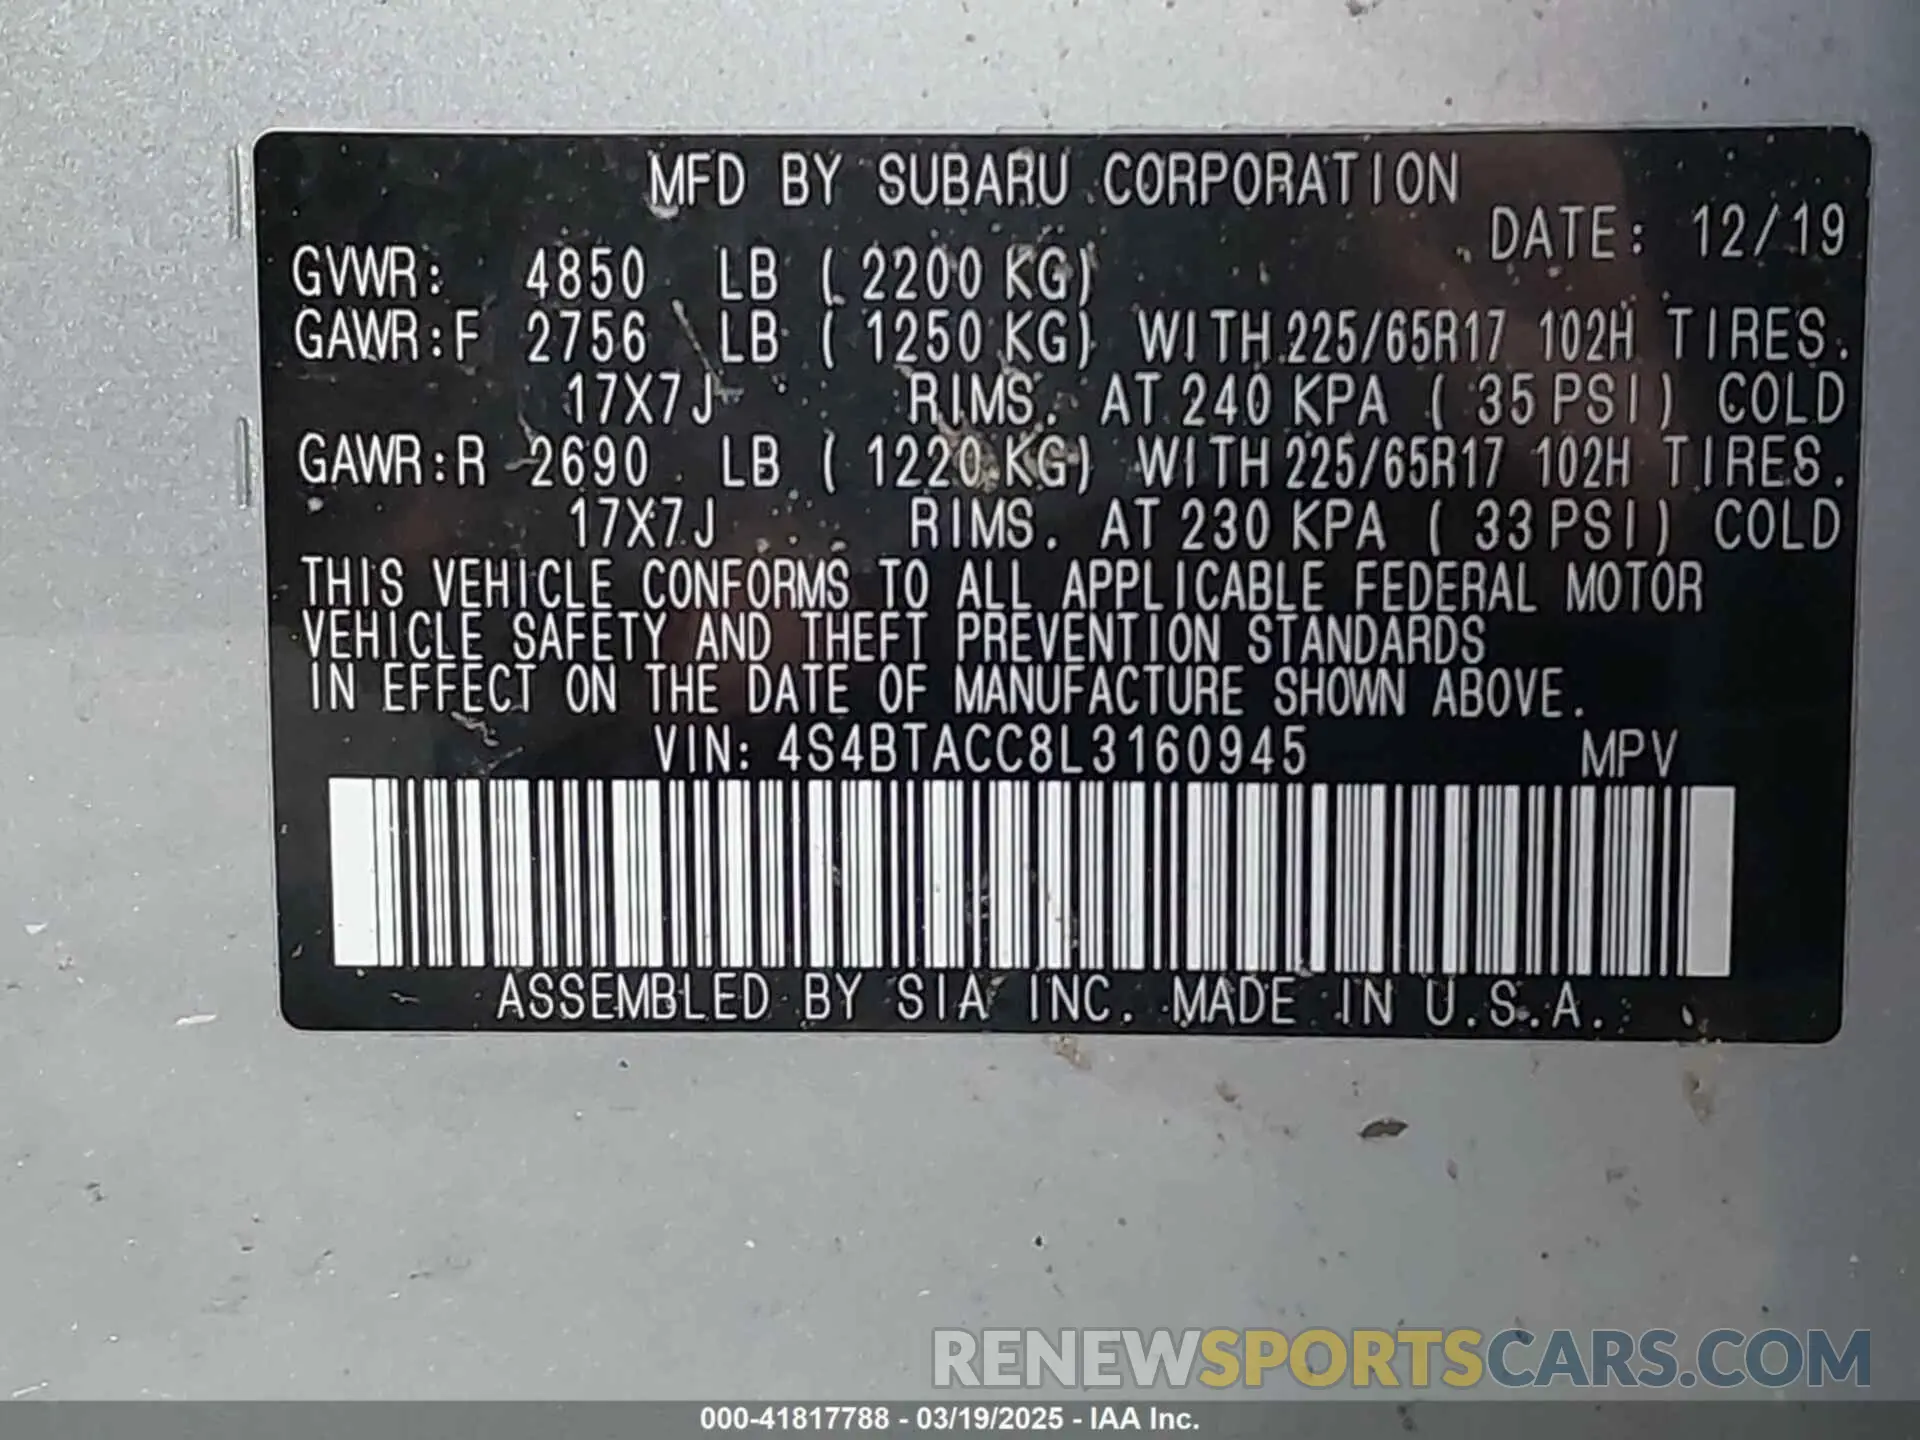 MFD BY SUBARU CORPORATION
DATE: 12/19
GVWR: 4850 LB ( 2200 KG)
GAWR:F 2756 LB ( 1250 KG) WITH 225/65R17 102H TIRES.
17X7J RIMS. AT 240 KPA ( 35 PSI) COLD
GAWR:R 2690 LB ( 1220 KG) WITH 225/65R17 102H TIRES.
17X7J RIMS. AT 230 KPA ( 33 PSI) COLD
THIS VEHICLE CONFORMS TO ALL APPLICABLE FEDERAL MOTOR
VEHICLE SAFETY AND THEFT PREVENTION STANDARDS
IN EFFECT ON THE DATE OF MANUFACTURE SHOWN ABOVE.
VIN: 4S4BTACC8L3160945 MPV
ASSEMBLED BY SIA INC. MADE IN U.S.A.
RENEWSPORTSCARS.COM
000-41817788 - 03/19/2025 - IAA Inc.